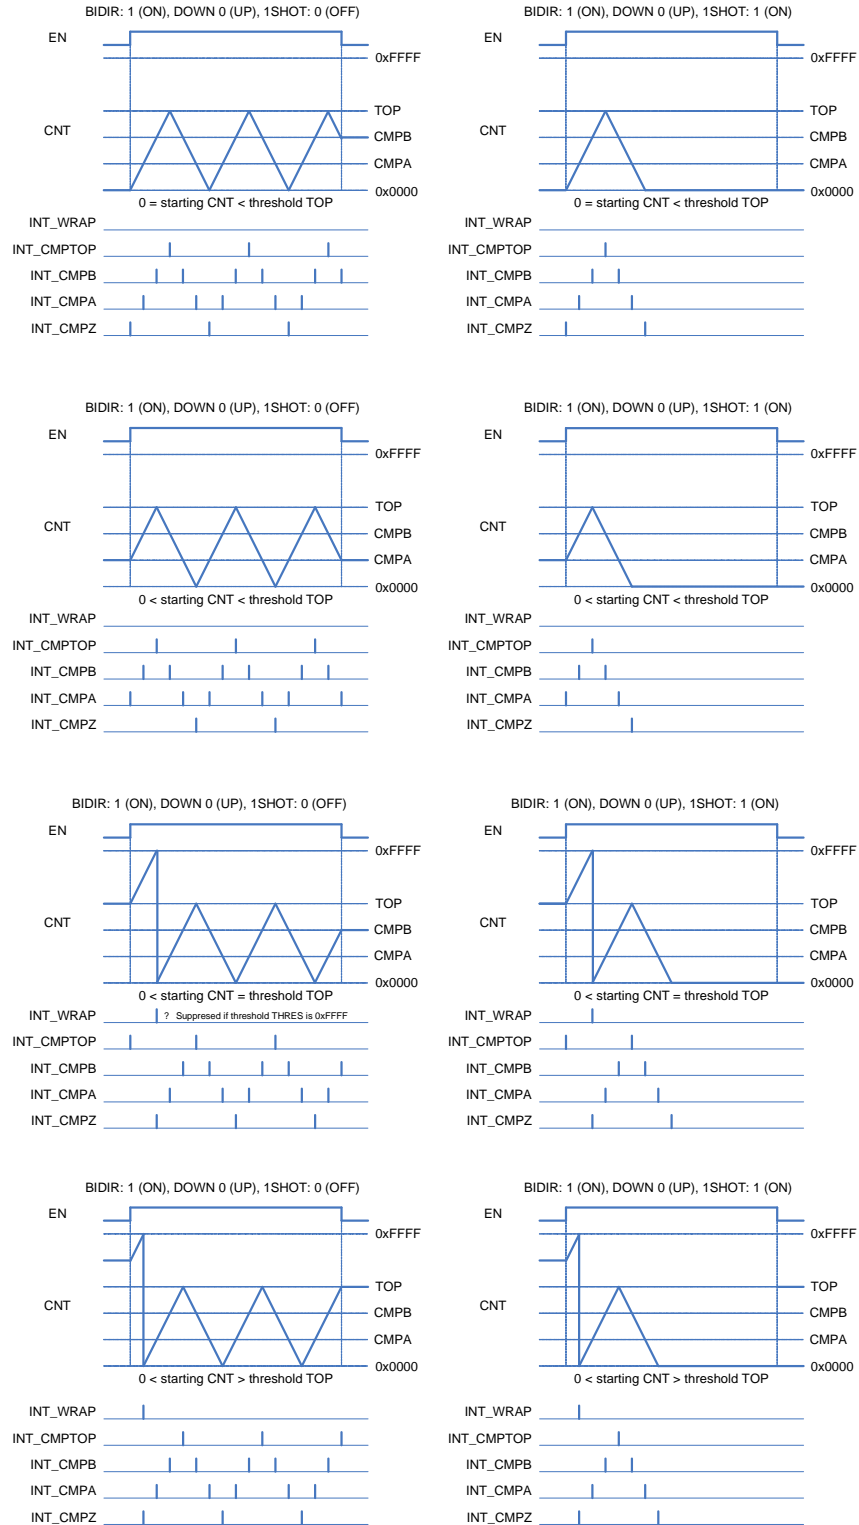 BIDIR: 1 (ON), DOWN 0 (UP), 1SHOT: 0 (OFF)
EN
0xFFFF
TOP
CNT
CMPB
CMPA
0x0000
0 = starting CNT < threshold TOP
INT_WRAP
INT_CMPTOP
INT_CMPB
INT_CMPA
INT_CMPZ
BIDIR: 1 (ON), DOWN 0 (UP), 1SHOT: 1 (ON)
EN
0xFFFF
TOP
CNT
CMPB
CMPA
0x0000
0 = starting CNT < threshold TOP
INT_WRAP
INT_CMPTOP
INT_CMPB
INT_CMPA
INT_CMPZ
BIDIR: 1 (ON), DOWN 0 (UP), 1SHOT: 0 (OFF)
EN
0xFFFF
TOP
CNT
CMPB
CMPA
0x0000
0 < starting CNT < threshold TOP
INT_WRAP
INT_CMPTOP
INT_CMPB
INT_CMPA
INT_CMPZ
BIDIR: 1 (ON), DOWN 0 (UP), 1SHOT: 1 (ON)
EN
0xFFFF
TOP
CNT
CMPB
CMPA
0x0000
0 < starting CNT < threshold TOP
INT_WRAP
INT_CMPTOP
INT_CMPB
INT_CMPA
INT_CMPZ
BIDIR: 1 (ON), DOWN 0 (UP), 1SHOT: 0 (OFF)
EN
0xFFFF
TOP
CNT
CMPB
CMPA
0x0000
0 < starting CNT = threshold TOP
INT_WRAP
? Suppresed if threshold THRES is 0xFFFF
INT_CMPTOP
INT_CMPB
INT_CMPA
INT_CMPZ
BIDIR: 1 (ON), DOWN 0 (UP), 1SHOT: 1 (ON)
EN
0xFFFF
TOP
CNT
CMPB
CMPA
0x0000
0 < starting CNT = threshold TOP
INT_WRAP
INT_CMPTOP
INT_CMPB
INT_CMPA
INT_CMPZ
BIDIR: 1 (ON), DOWN 0 (UP), 1SHOT: 0 (OFF)
EN
0xFFFF
TOP
CNT
CMPB
CMPA
0x0000
0 < starting CNT > threshold TOP
INT_WRAP
INT_CMPTOP
INT_CMPB
INT_CMPA
INT_CMPZ
BIDIR: 1 (ON), DOWN 0 (UP), 1SHOT: 1 (ON)
EN
0xFFFF
TOP
CNT
CMPB
CMPA
0x0000
0 < starting CNT > threshold TOP
INT_WRAP
INT_CMPTOP
INT_CMPB
INT_CMPA
INT_CMPZ